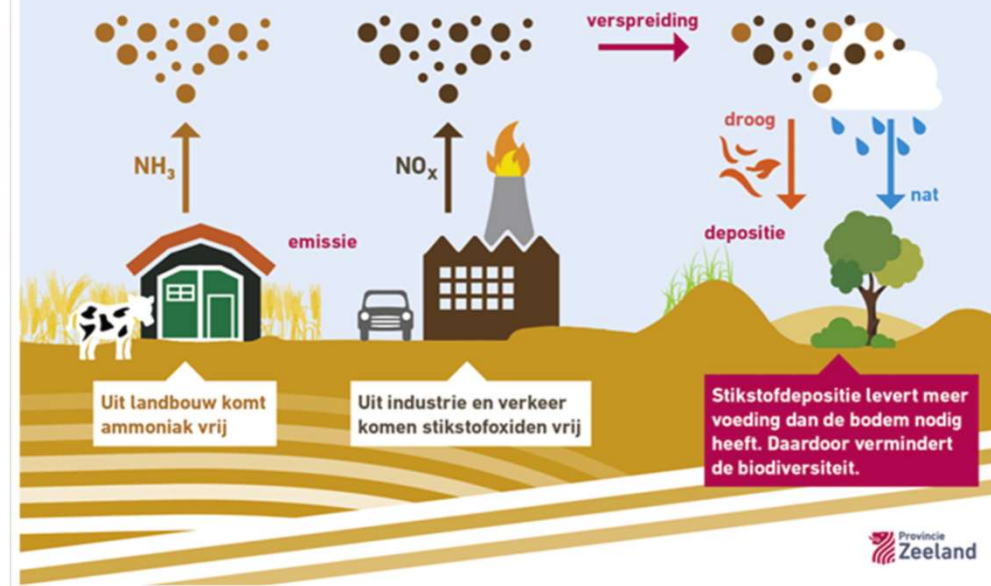 verspreiding
NH₃
NOₓ
droog
nat
emissie
depositie
Uit landbouw komt
ammoniak vrij
Uit industrie en verkeer
komen stikstofoxiden vrij
Stikstofdepositie levert meer
voeding dan de bodem nodig
heeft. Daardoor vermindert
de biodiversiteit.
Provincie
Zeeland